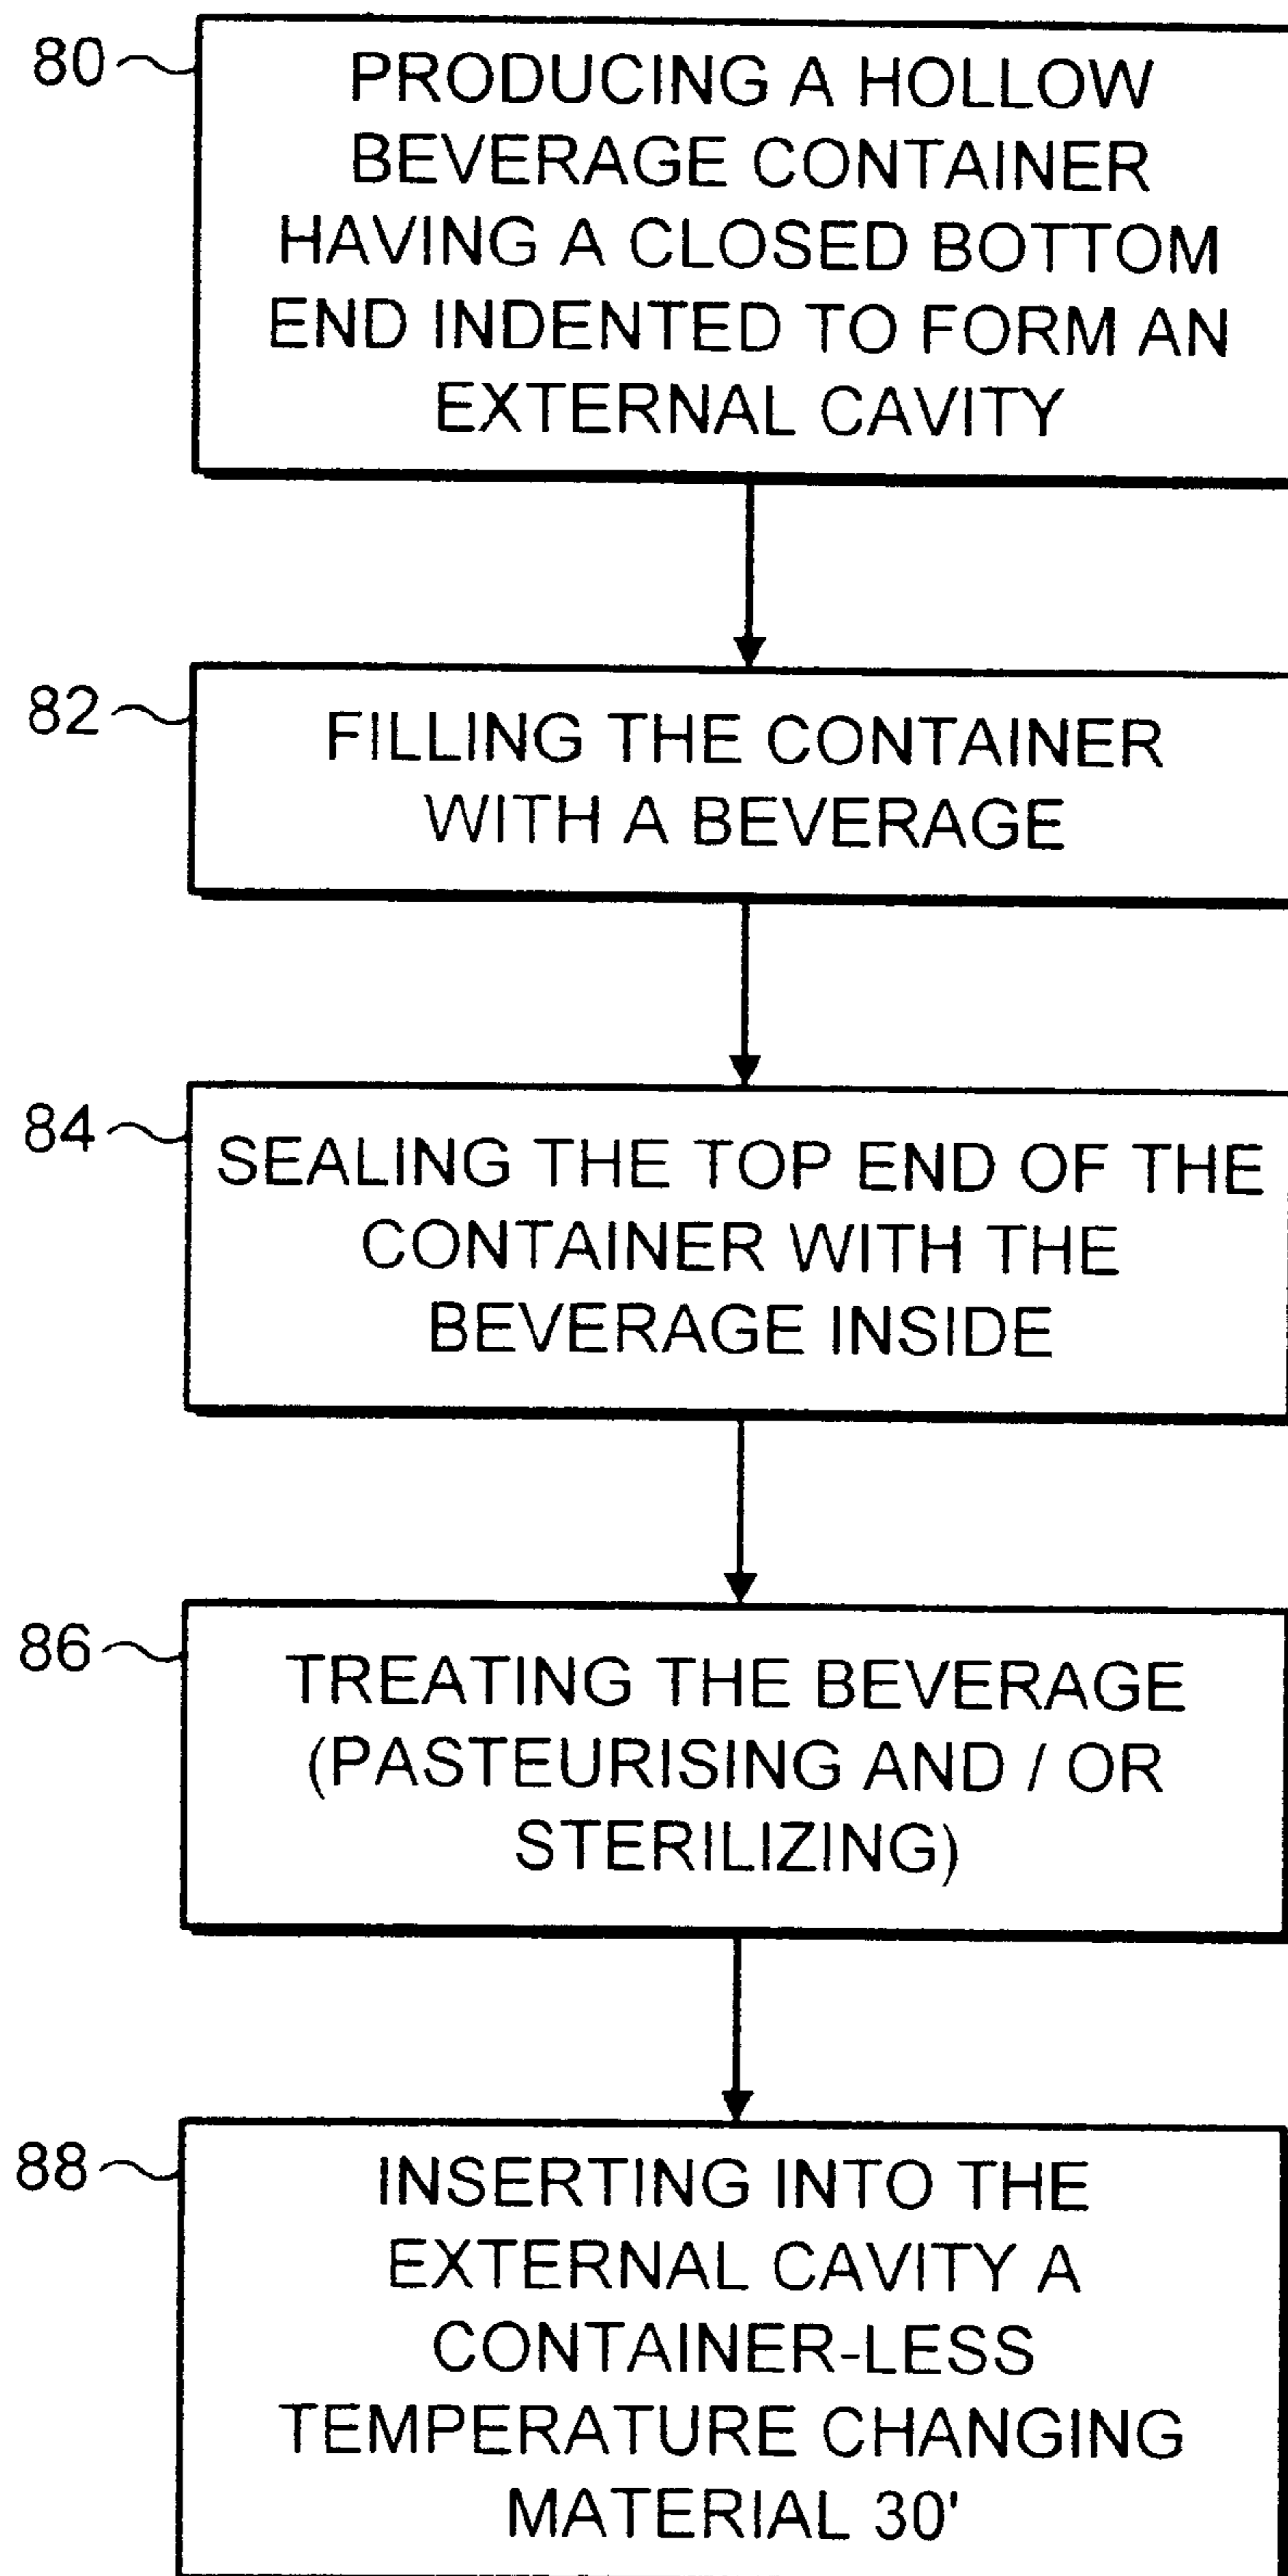 80
PRODUCING A HOLLOW
BEVERAGE CONTAINER
HAVING A CLOSED BOTTOM
END INDENTED TO FORM AN
EXTERNAL CAVITY
82
FILLING THE CONTAINER
WITH A BEVERAGE
84
SEALING THE TOP END OF THE
CONTAINER WITH THE
BEVERAGE INSIDE
86
TREATING THE BEVERAGE
(PASTEURISING AND / OR
STERILIZING)
88
INSERTING INTO THE
EXTERNAL CAVITY A
CONTAINER-LESS
TEMPERATURE CHANGING
MATERIAL 30'